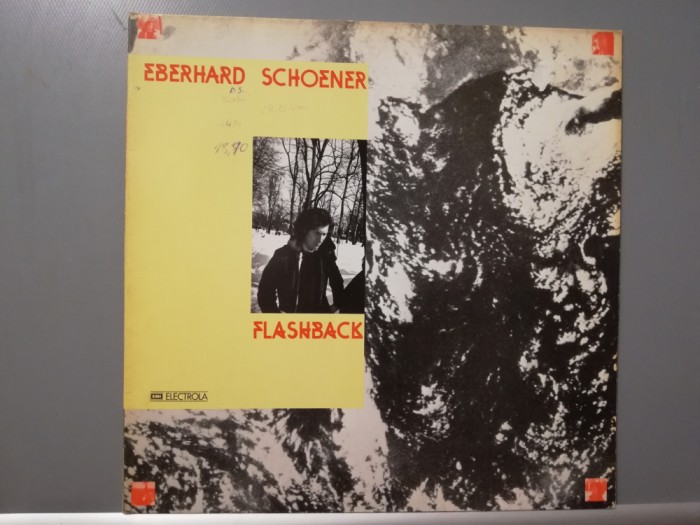 EBERHARD SCHOENER
FLASHBACK
EMI ELECTROLA